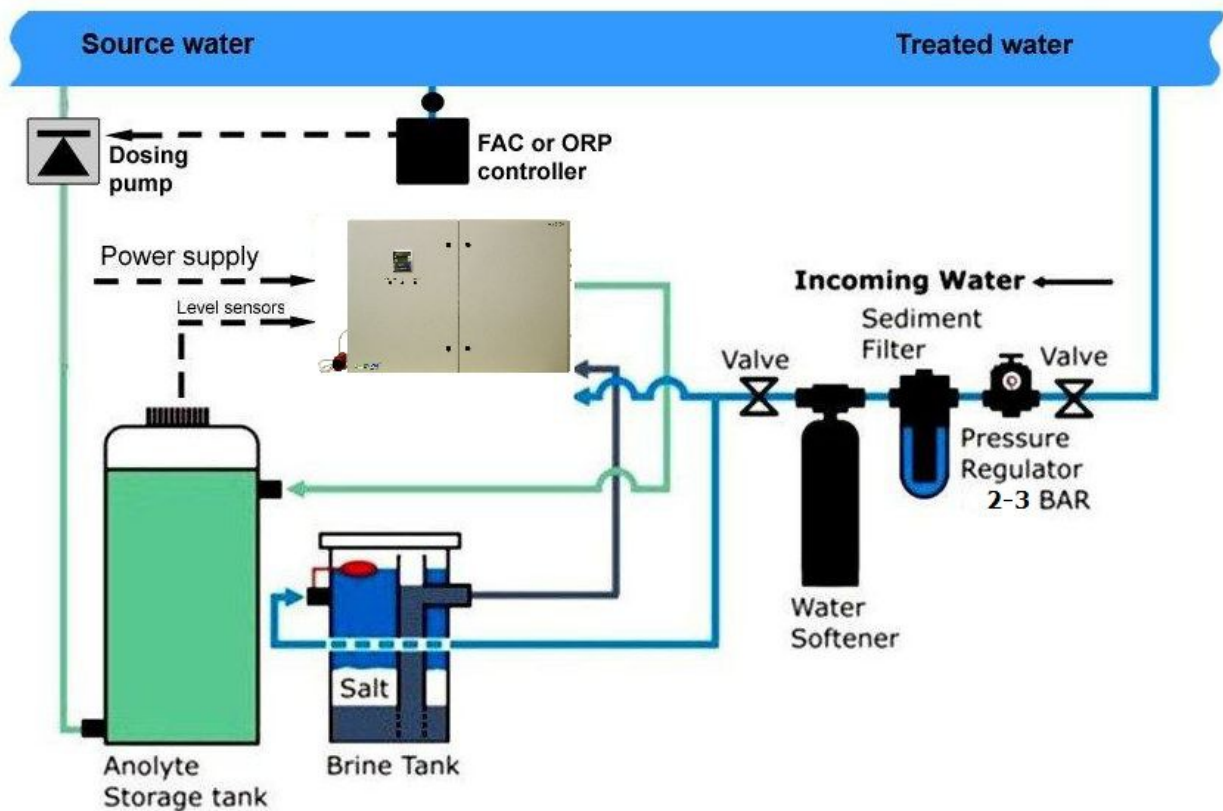 Source water
Treated water
Dosing
pump
FAC or ORP
controller
Power supply
Level sensors
Incoming Water
Sediment
Filter
Valve
Valve
Pressure
Regulator
2-3 BAR
Water
Softener
Salt
Brine Tank
Anolyte
Storage tank